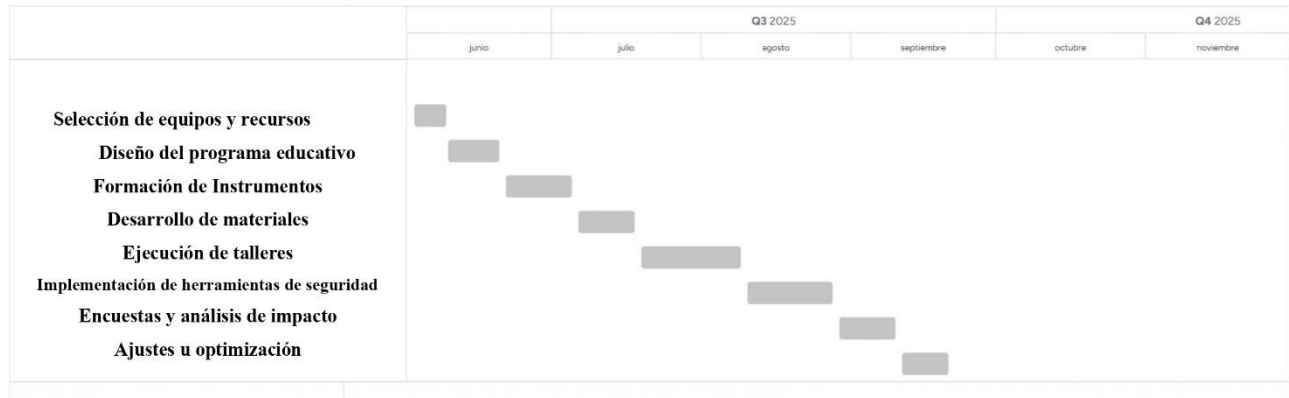 Q3 2025
Q4 2025
junio
julio
agosto
septiembre
octubre
noviembre
Selección de equipos y recursos
Diseño del programa educativo
Formación de Instrumentos
Desarrollo de materiales
Ejecución de talleres
Implementación de herramientas de seguridad
Encuestas y análisis de impacto
Ajustes u optimización